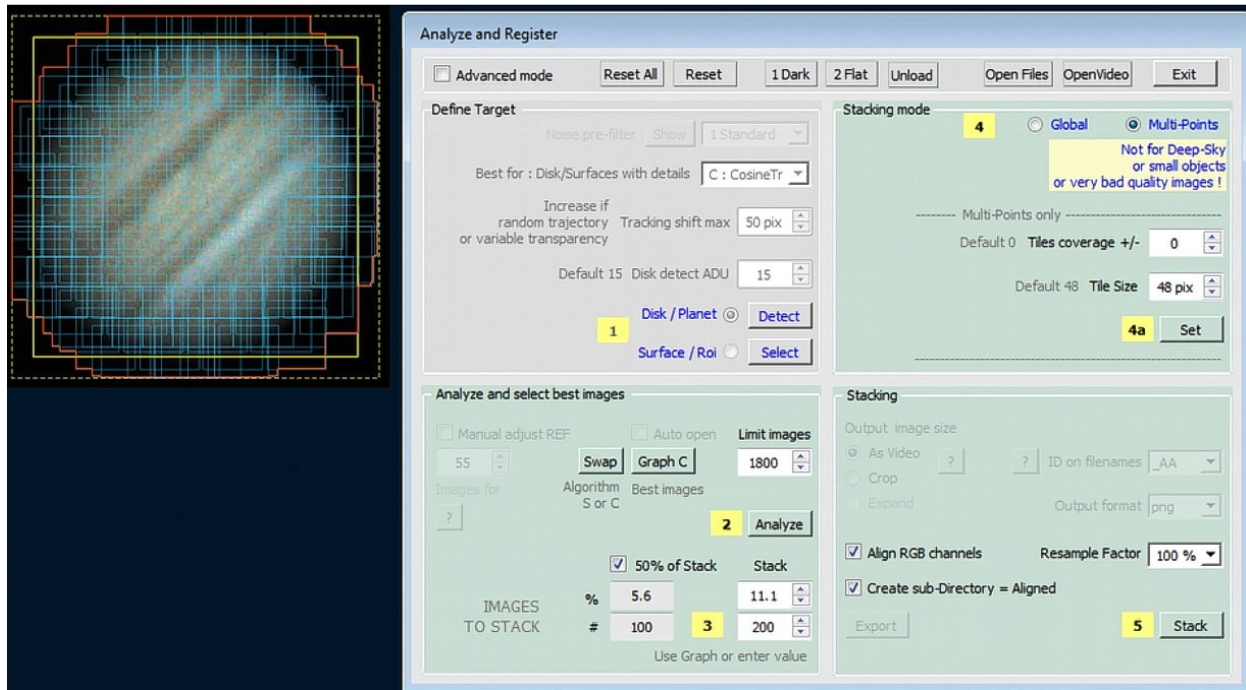 Analyze and Register
Advanced mode Reset All Reset 1 Dark 2 Flat Unload Open Files OpenVideo Exit
Define Target
Noise pre-filter Show 1 Standard
Best for : Disk/Surfaces with details C : CosineTr
Increase if
random trajectory Tracking shift max 50 pix
or variable transparency
Default 15 Disk detect ADU 15
1 Disk / Planet Detect
Surface / Roi Select
Stacking mode
4 Global Multi-Points
Not for Deep-Sky
or small objects
or very bad quality images !
-------- Multi-Points only --------------------------------
Default 0 Tiles coverage +/- 0
Default 48 Tile Size 48 pix
4a Set
Analyze and select best images
Manual adjust REF Auto open Limit images
55 Swap Graph C 1800
Images for Algorithm Best images
S or C
?
2 Analyze
50% of Stack Stack
IMAGES % 5.6 11.1
TO STACK # 100 3 200
Use Graph or enter value
Stacking
Output image size
As Video ? ? ID on filenames _AA
Crop
Expand Output format png
Align RGB channels Resample Factor 100 %
Create sub-Directory = Aligned
Export 5 Stack